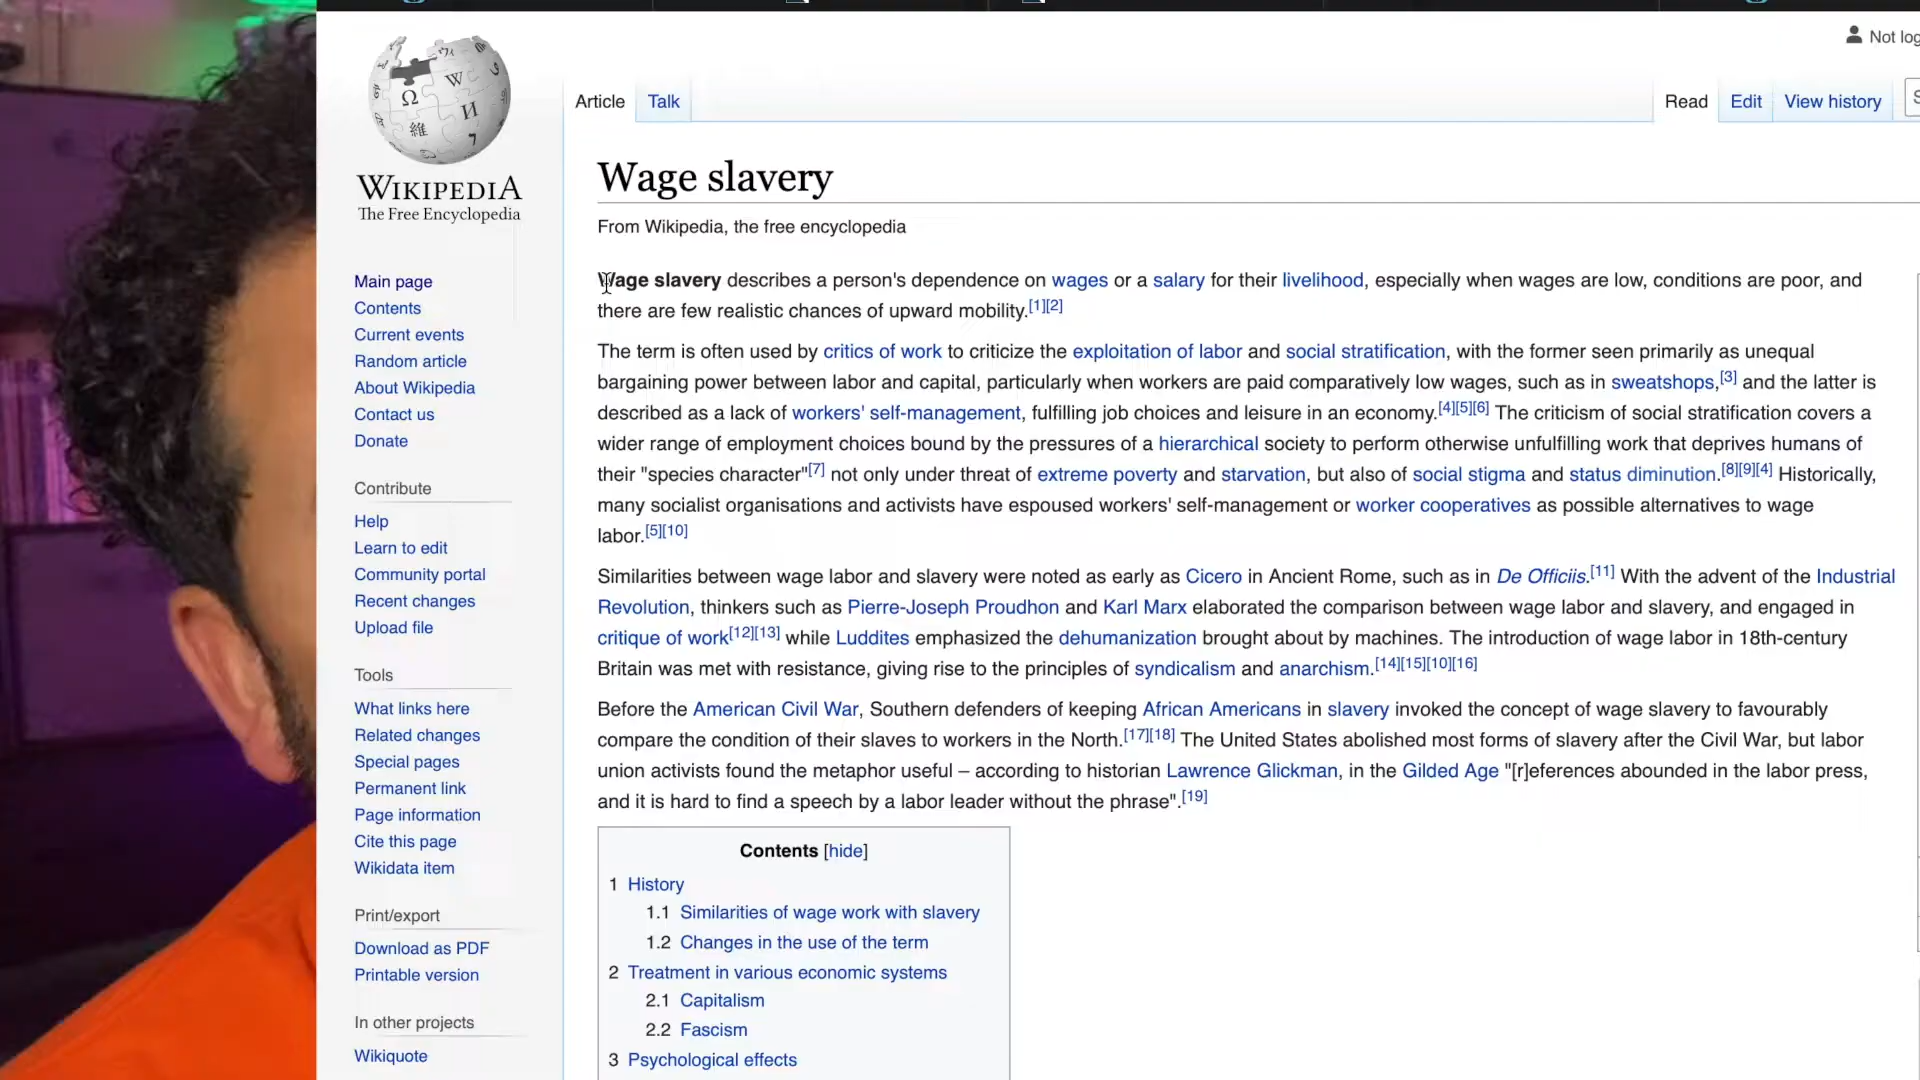 Not log
Article Talk
Read Edit View history
S
WIKIPEDIA
The Free Encyclopedia
Main page
Contents
Current events
Random article
About Wikipedia
Contact us
Donate
Contribute
Help
Learn to edit
Community portal
Recent changes
Upload file
Tools
What links here
Related changes
Special pages
Permanent link
Page information
Cite this page
Wikidata item
Print/export
Download as PDF
Printable version
In other projects
Wikiquote
Wage slavery
From Wikipedia, the free encyclopedia
Wage slavery describes a person's dependence on wages or a salary for their livelihood, especially when wages are low, conditions are poor, and
there are few realistic chances of upward mobility.[1][2]
The term is often used by critics of work to criticize the exploitation of labor and social stratification, with the former seen primarily as unequal
bargaining power between labor and capital, particularly when workers are paid comparatively low wages, such as in sweatshops,[3] and the latter is
described as a lack of workers' self-management, fulfilling job choices and leisure in an economy.[4][5][6] The criticism of social stratification covers a
wider range of employment choices bound by the pressures of a hierarchical society to perform otherwise unfulfilling work that deprives humans of
their "species character"[7] not only under threat of extreme poverty and starvation, but also of social stigma and status diminution.[8][9][4] Historically,
many socialist organisations and activists have espoused workers' self-management or worker cooperatives as possible alternatives to wage
labor.[5][10]
Similarities between wage labor and slavery were noted as early as Cicero in Ancient Rome, such as in De Officiis.[11] With the advent of the Industrial
Revolution, thinkers such as Pierre-Joseph Proudhon and Karl Marx elaborated the comparison between wage labor and slavery, and engaged in
critique of work[12][13] while Luddites emphasized the dehumanization brought about by machines. The introduction of wage labor in 18th-century
Britain was met with resistance, giving rise to the principles of syndicalism and anarchism.[14][15][10][16]
Before the American Civil War, Southern defenders of keeping African Americans in slavery invoked the concept of wage slavery to favourably
compare the condition of their slaves to workers in the North.[17][18] The United States abolished most forms of slavery after the Civil War, but labor
union activists found the metaphor useful – according to historian Lawrence Glickman, in the Gilded Age "[r]eferences abounded in the labor press,
and it is hard to find a speech by a labor leader without the phrase".[19]
Contents [hide]
1 History
1.1 Similarities of wage work with slavery
1.2 Changes in the use of the term
2 Treatment in various economic systems
2.1 Capitalism
2.2 Fascism
3 Psychological effects